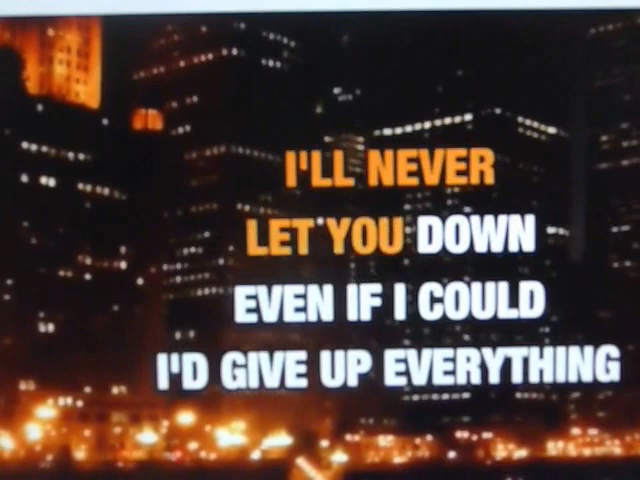 I'LL NEVER
LET YOU DOWN
EVEN IF I COULD
I'D GIVE UP EVERYTHING